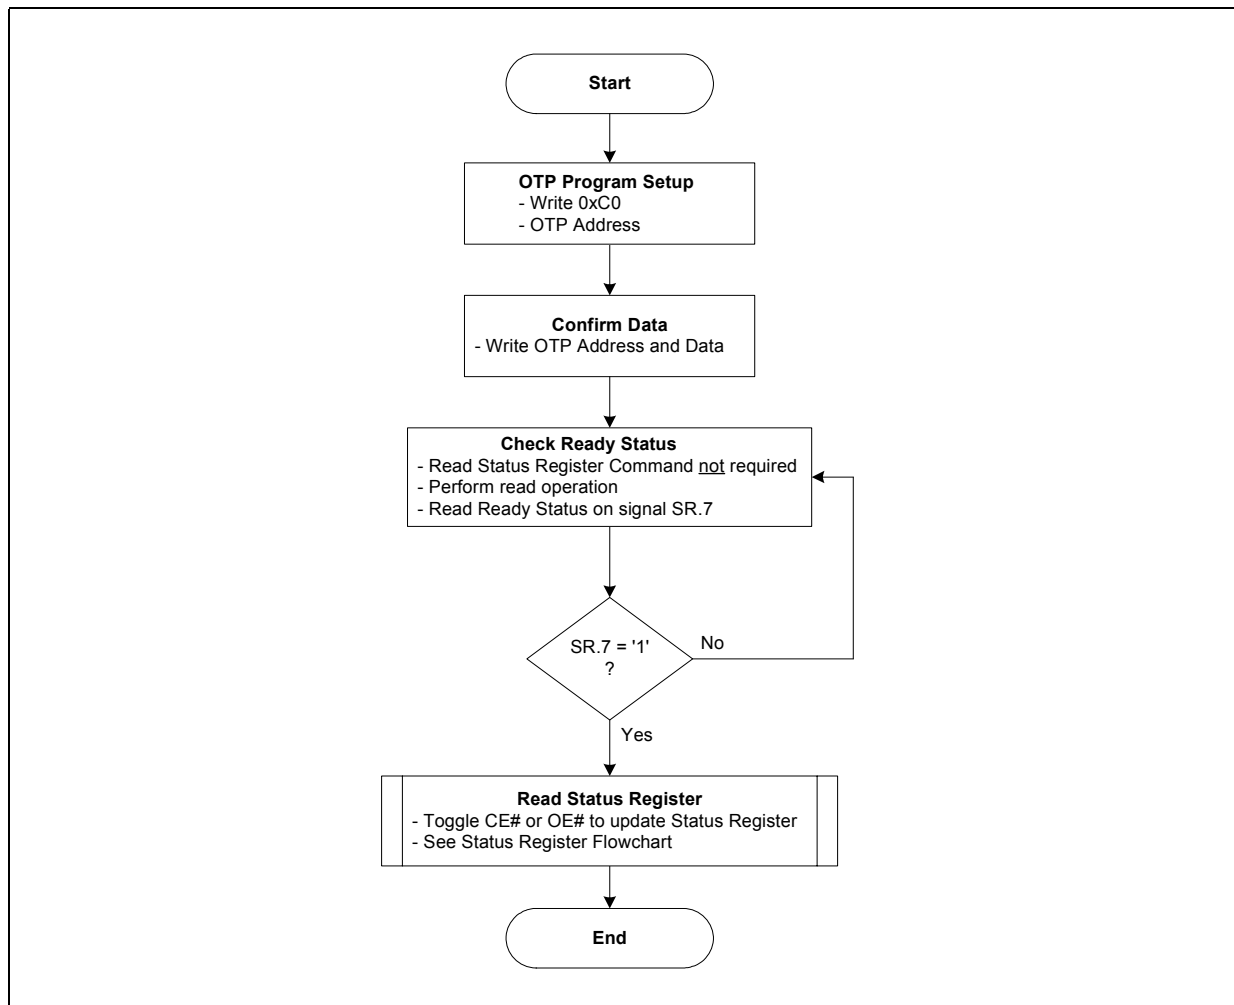 Start
OTP Program Setup
- Write 0xC0
- OTP Address
Confirm Data
- Write OTP Address and Data
Check Ready Status
- Read Status Register Command not required
- Perform read operation
- Read Ready Status on signal SR.7
SR.7 = '1'
?
No
Yes
Read Status Register
- Toggle CE# or OE# to update Status Register
- See Status Register Flowchart
End